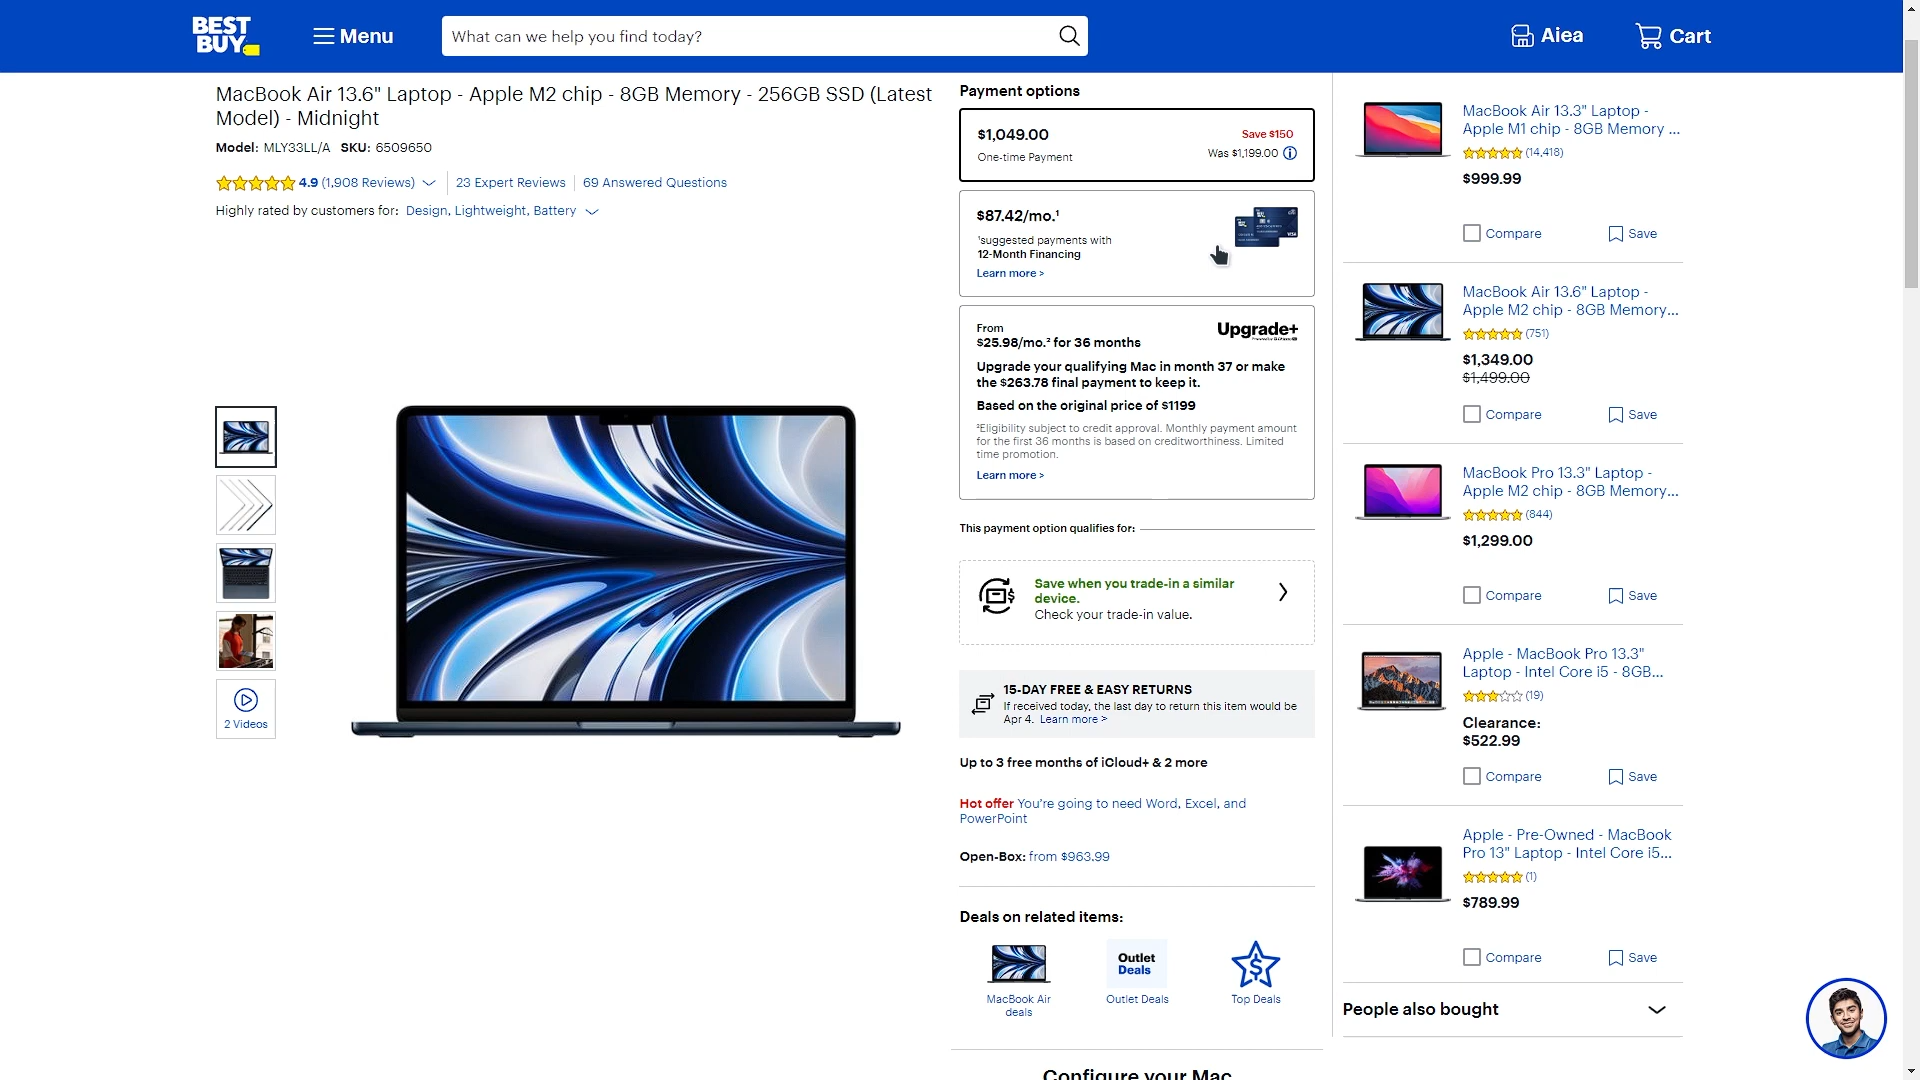 BEST
BUY
Menu
What can we help you find today?
Aiea
Cart
MacBook Air 13.6" Laptop - Apple M2 chip - 8GB Memory - 256GB SSD (Latest
Model) - Midnight
Model: MLY33LL/A SKU: 6509650
4.9 (1,908 Reviews)
23 Expert Reviews
69 Answered Questions
Highly rated by customers for: Design, Lightweight, Battery
2 Videos
Payment options
$1,049.00
Save $150
One-time Payment
Was $1,199.00
$87.42/mo.¹
¹suggested payments with
12-Month Financing
Learn more >
From
$25.98/mo.² for 36 months
Upgrade+
Upgrade your qualifying Mac in month 37 or make
the $263.78 final payment to keep it.
Based on the original price of $1199
²Eligibility subject to credit approval. Monthly payment amount
for the first 36 months is based on creditworthiness. Limited
time promotion.
Learn more >
This payment option qualifies for:
Save when you trade-in a similar
device.
Check your trade-in value.
15-DAY FREE & EASY RETURNS
If received today, the last day to return this item would be
Apr 4. Learn more >
Up to 3 free months of iCloud+ & 2 more
Hot offer You're going to need Word, Excel, and
PowerPoint
Open-Box: from $963.99
Deals on related items:
MacBook Air
deals
Outlet
Deals
Outlet Deals
Top Deals
Configure your Mac
MacBook Air 13.3" Laptop -
Apple M1 chip - 8GB Memory ...
(14,418)
$999.99
Compare
Save
MacBook Air 13.6" Laptop -
Apple M2 chip - 8GB Memory...
(751)
$1,349.00
$1,499.00
Compare
Save
MacBook Pro 13.3" Laptop -
Apple M2 chip - 8GB Memory...
(844)
$1,299.00
Compare
Save
Apple - MacBook Pro 13.3"
Laptop - Intel Core i5 - 8GB...
(19)
Clearance:
$522.99
Compare
Save
Apple - Pre-Owned - MacBook
Pro 13" Laptop - Intel Core i5...
(1)
$789.99
Compare
Save
People also bought